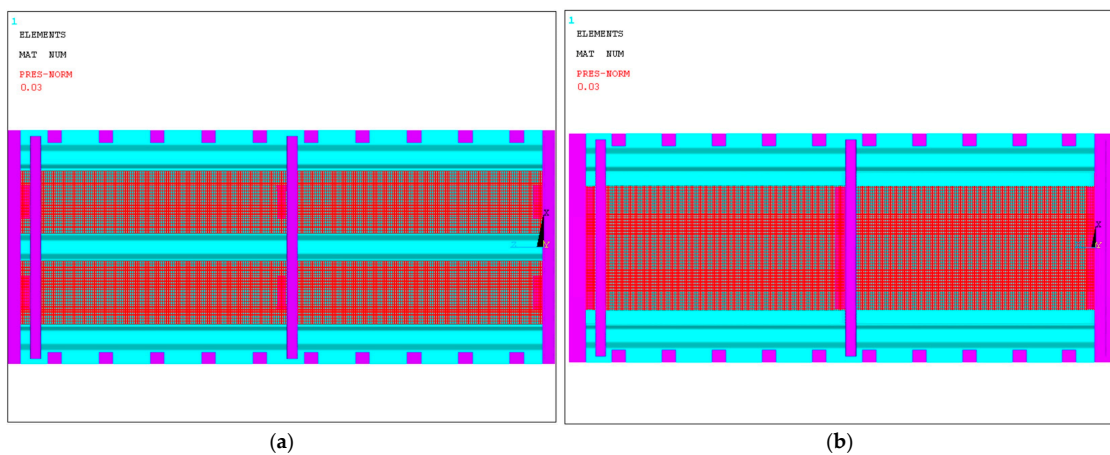 1
ELEMENTS
MAT NUM
PRES-NORM
0.03
X
Y
(a)
1
ELEMENTS
MAT NUM
PRES-NORM
0.03
Y
(b)